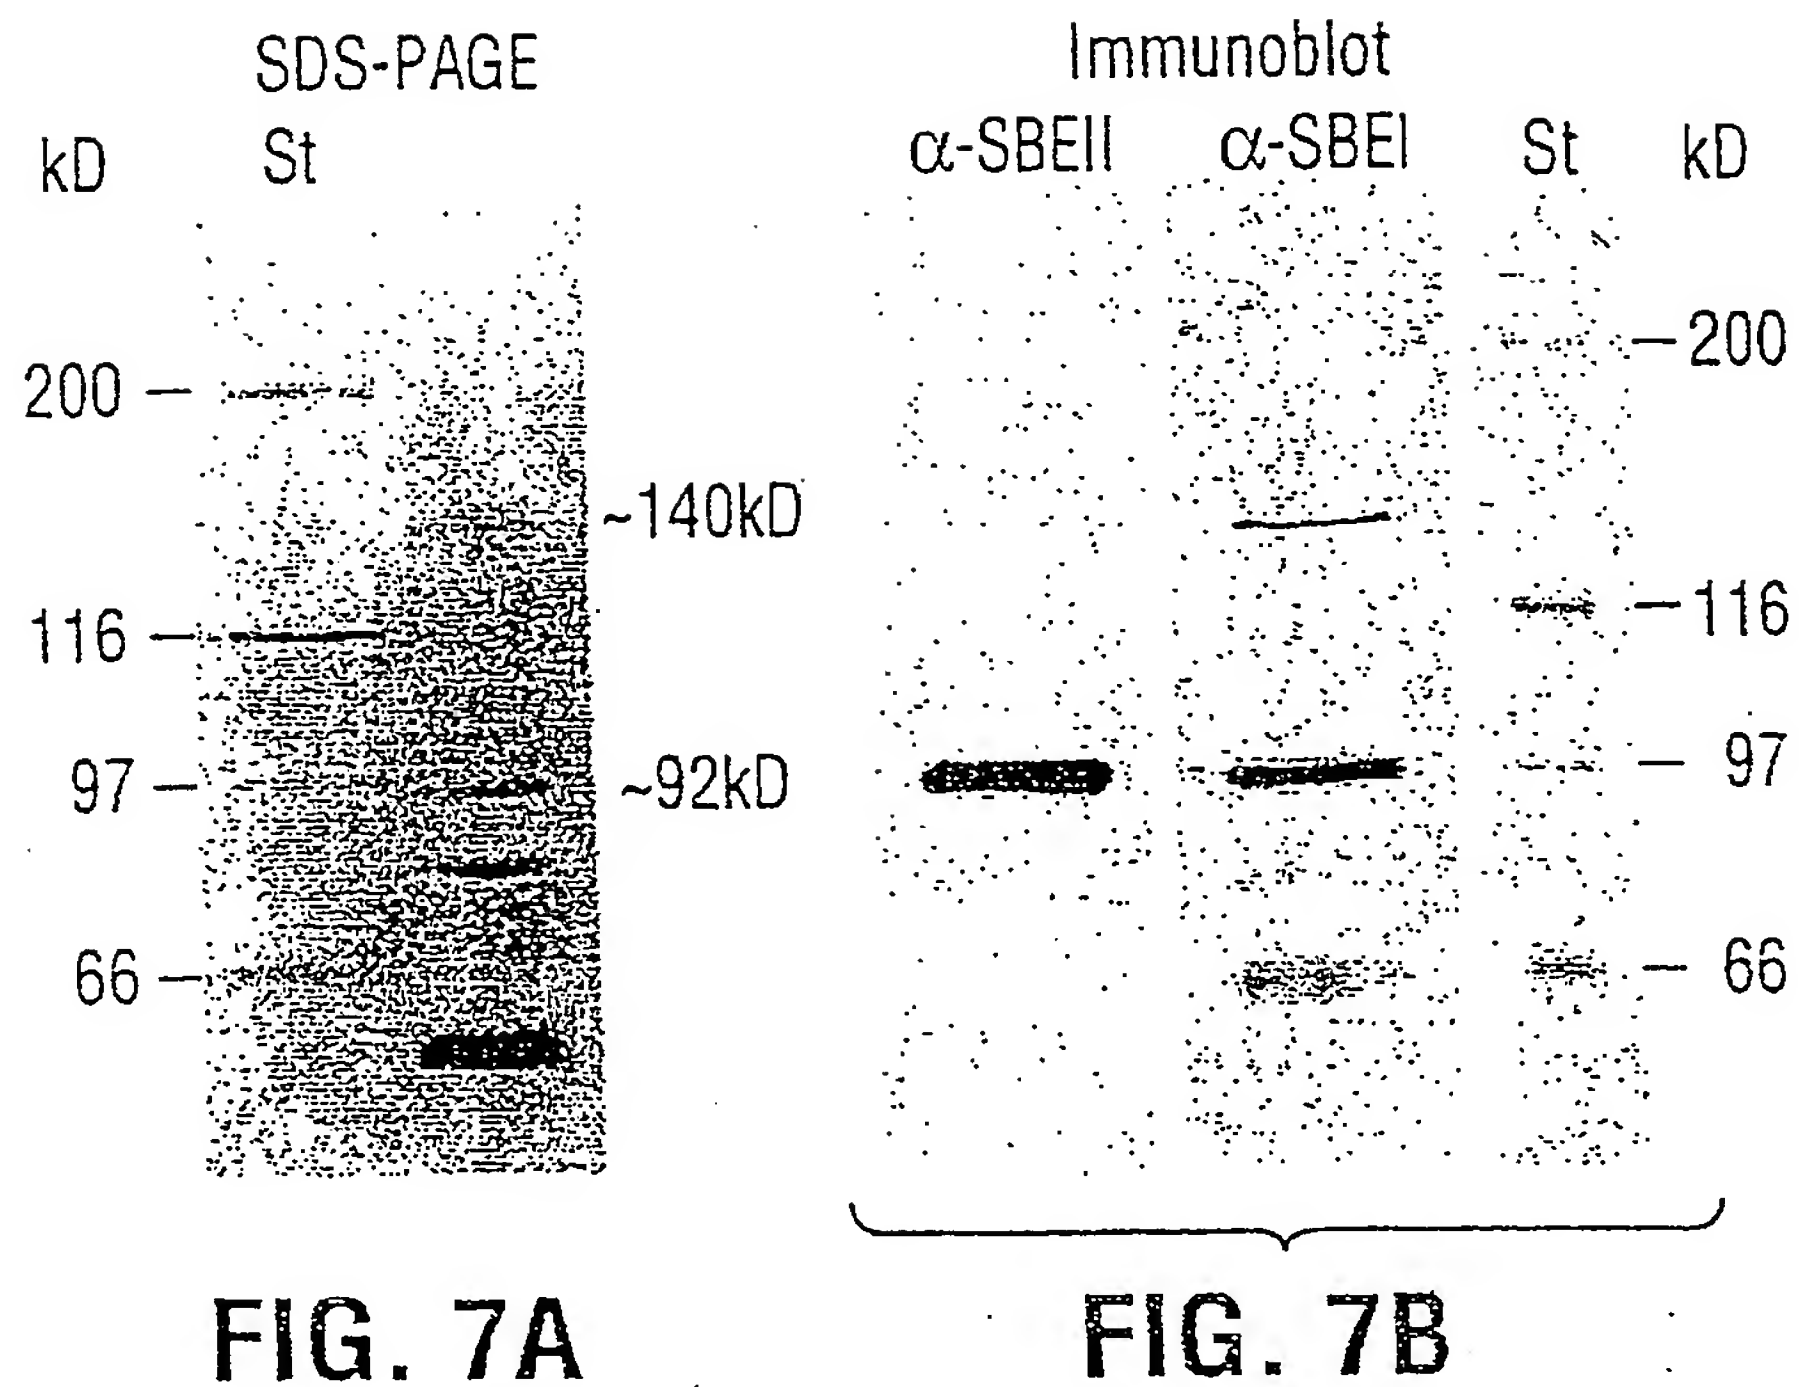 SDS-PAGE
kD St
200
~140kD
116
97
~92kD
66
FIG. 7A
Immunoblot
α-SBEII α-SBEI St kD
200
116
97
66
FIG. 7B